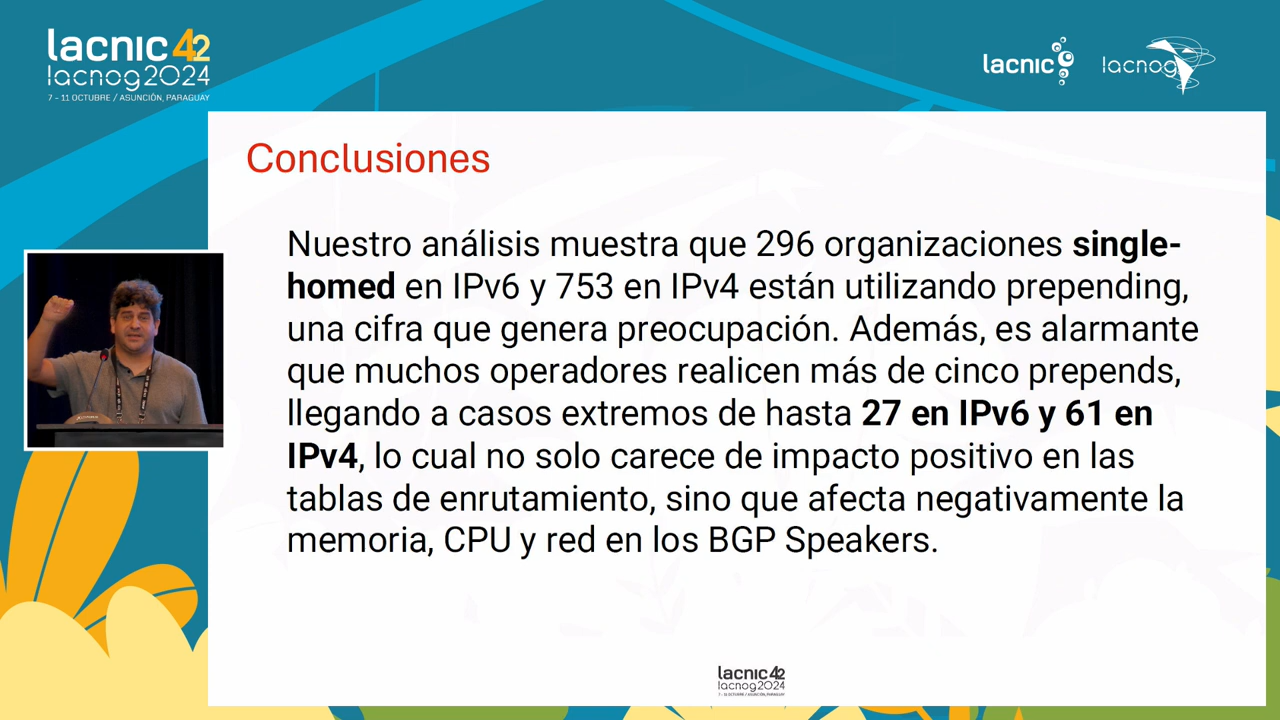 lacnic 42
lacnog2024
7 - 11 OCTUBRE / ASUNCIÓN, PARAGUAY
lacnic
lacnog
Conclusiones
Nuestro análisis muestra que 296 organizaciones single-
homed en IPv6 y 753 en IPv4 están utilizando prepending,
una cifra que genera preocupación. Además, es alarmante
que muchos operadores realicen más de cinco prepends,
llegando a casos extremos de hasta 27 en IPv6 y 61 en
IPv4, lo cual no solo carece de impacto positivo en las
tablas de enrutamiento, sino que afecta negativamente la
memoria, CPU y red en los BGP Speakers.
lacnic 42
lacnog2024